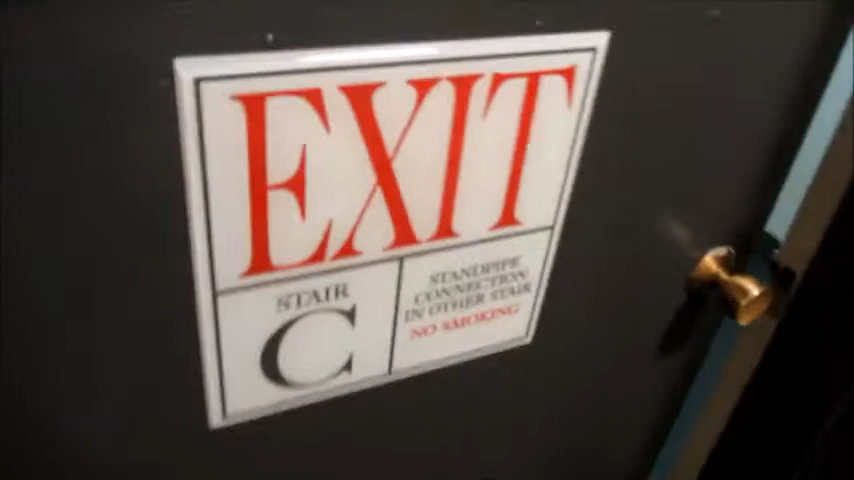 EXIT
STAIR
C
STANDPIPE
CONNECTION
IN OTHER STAIR
NO SMOKING